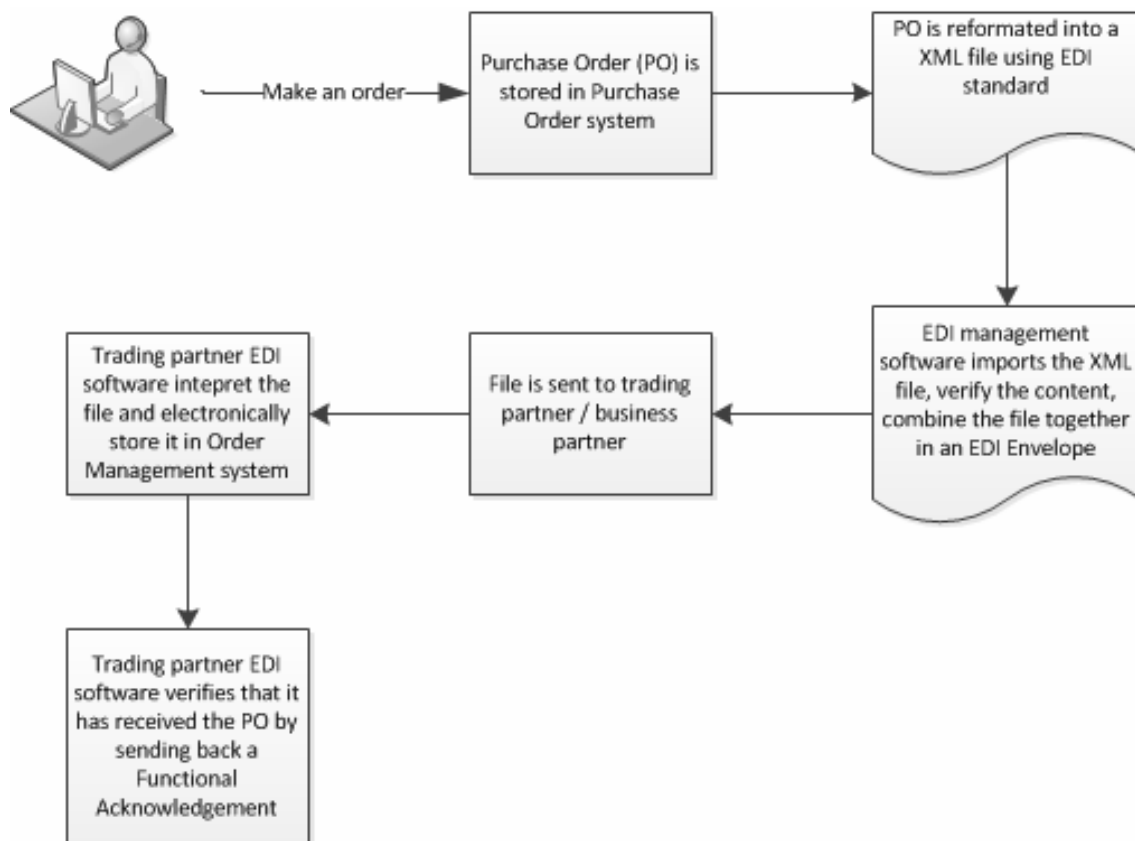 Make an order
Purchase Order (PO) is
stored in Purchase
Order system
PO is reformated into a
XML file using EDI
standard
EDI management
software imports the XML
file, verify the content,
combine the file together
in an EDI Envelope
File is sent to trading
partner / business
partner
Trading partner EDI
software intepret the
file and electronically
store it in Order
Management system
Trading partner EDI
software verifies that it
has received the PO by
sending back a
Functional
Acknowledgement